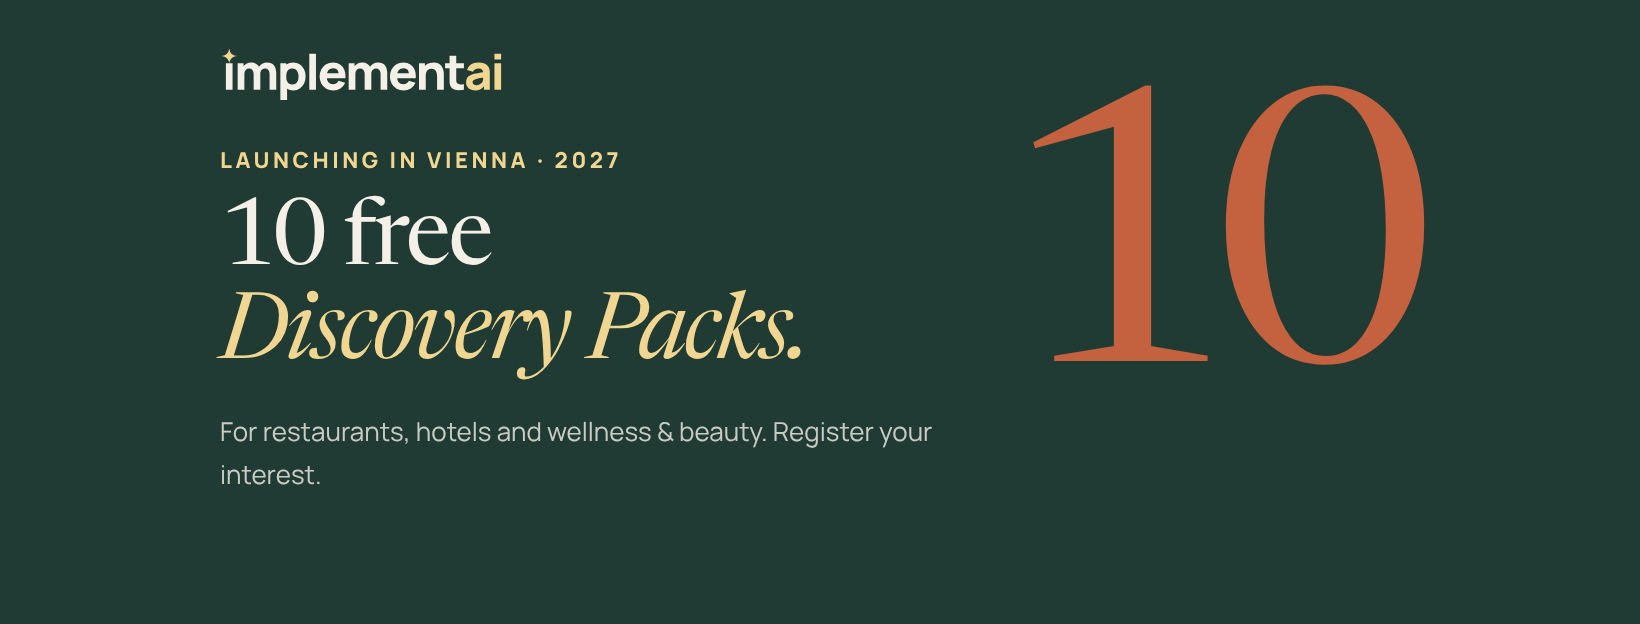 implementai
LAUNCHING IN VIENNA · 2027
10 free
Discovery Packs.
For restaurants, hotels and wellness & beauty. Register your
interest.
10